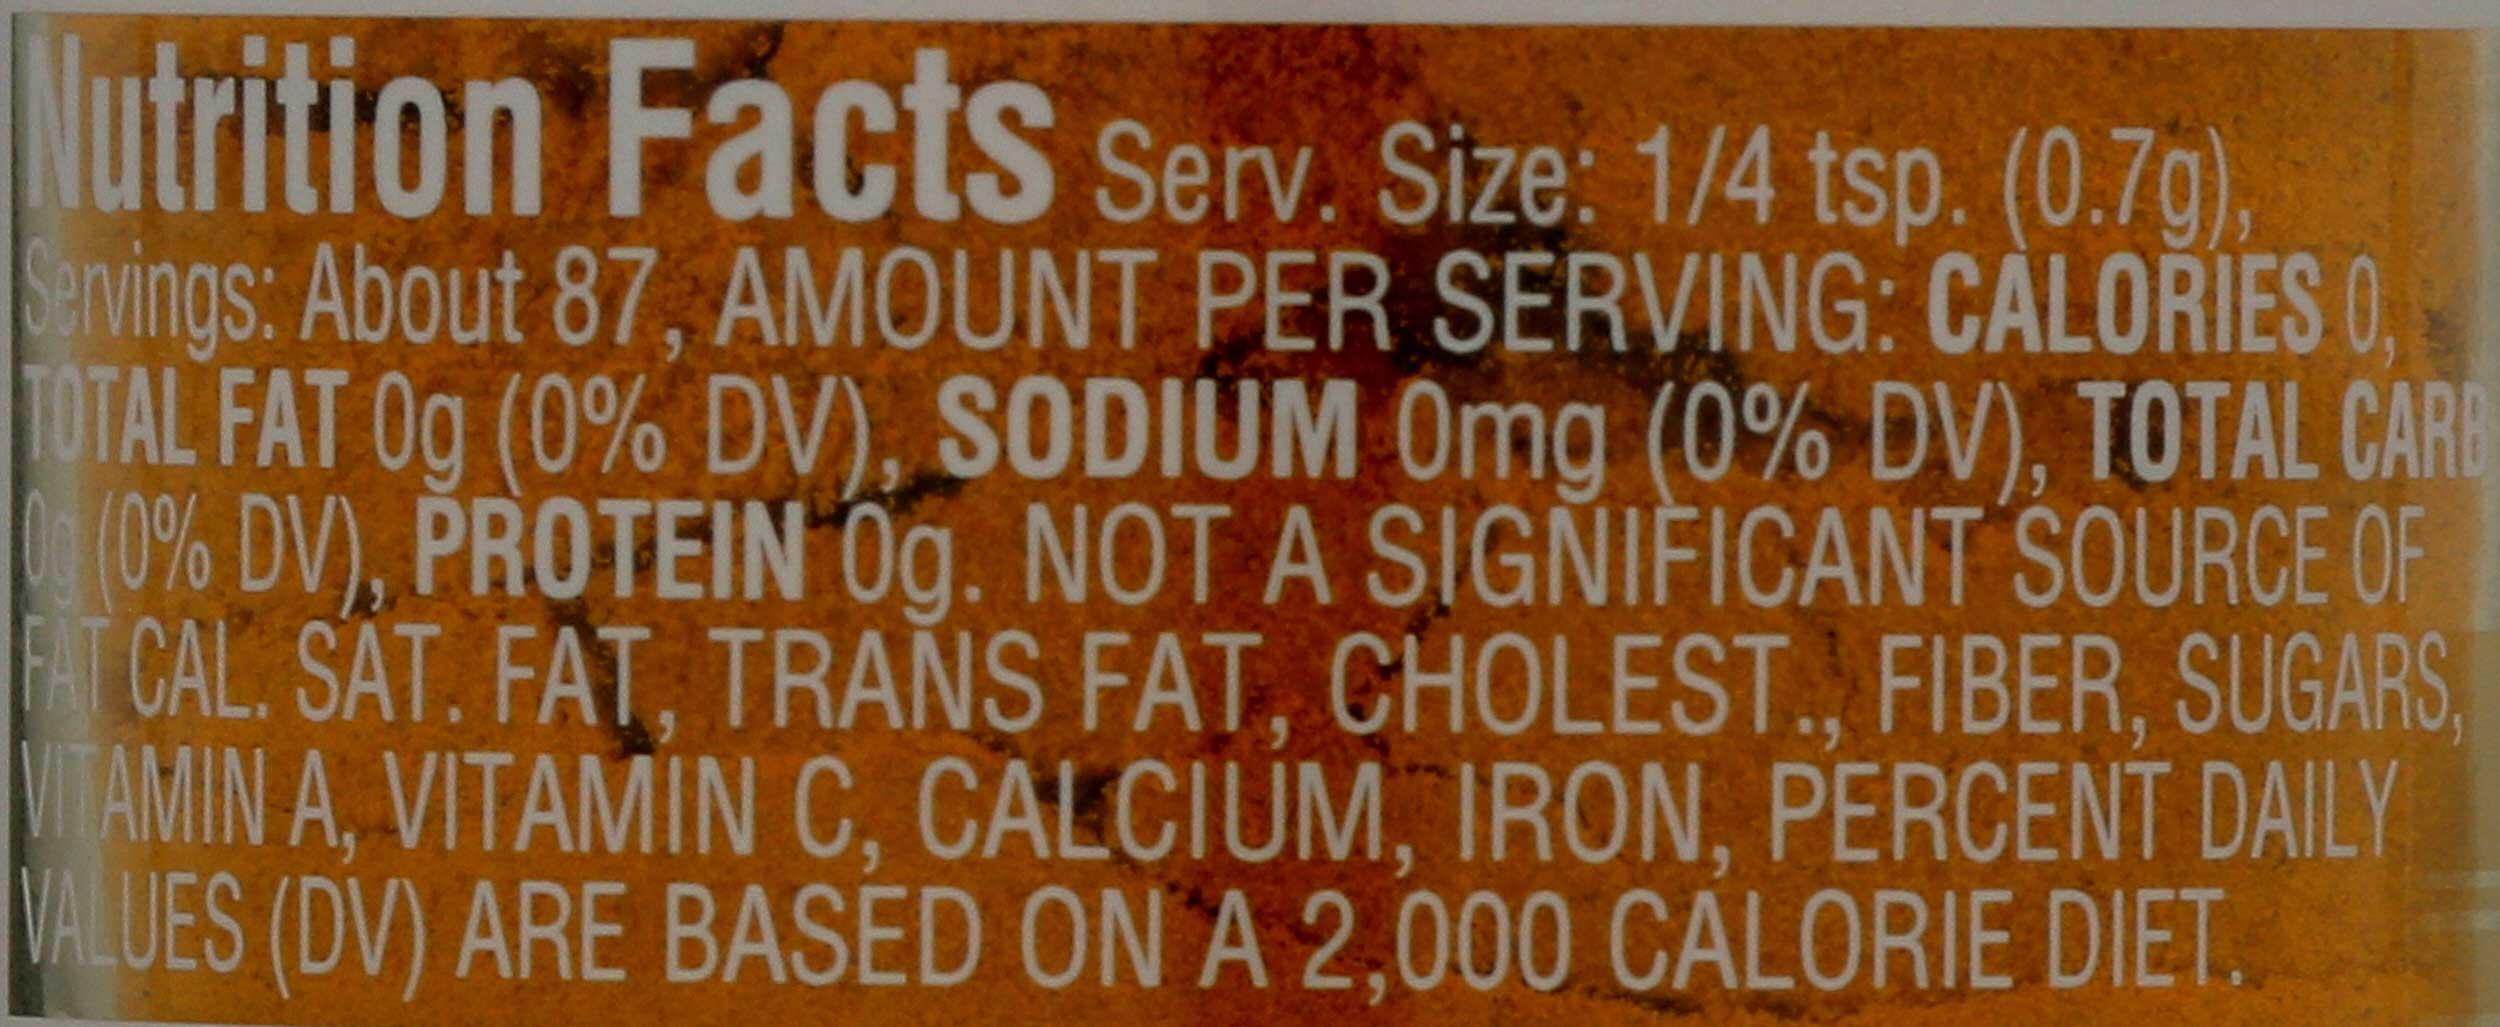 Nutrition Facts Serv. Size: 1/4 tsp. (0.7g),
Servings: About 87, AMOUNT PER SERVING: CALORIES 0,
TOTAL FAT 0g (0% DV), SODIUM 0mg (0% DV), TOTAL CARB
0g (0% DV), PROTEIN 0g. NOT A SIGNIFICANT SOURCE OF
FAT CAL. SAT. FAT, TRANS FAT, CHOLEST., FIBER, SUGARS,
VITAMIN A, VITAMIN C, CALCIUM, IRON, PERCENT DAILY
VALUES (DV) ARE BASED ON A 2,000 CALORIE DIET.